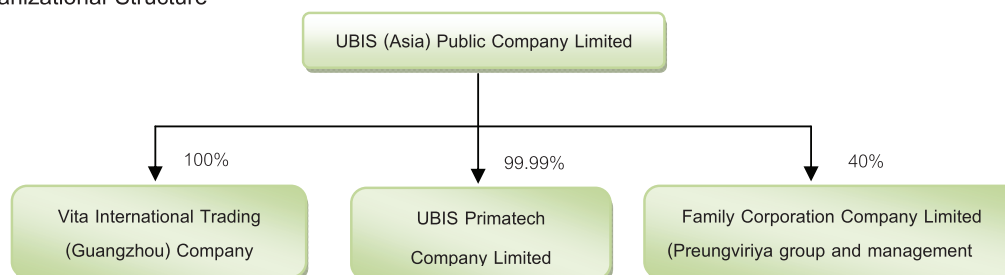 anizational Structure
UBIS (Asia) Public Company Limited
100%
99.99%
40%
Vita International Trading
(Guangzhou) Company
UBIS Primatech
Company Limited
Family Corporation Company Limited
(Preungviriya group and management